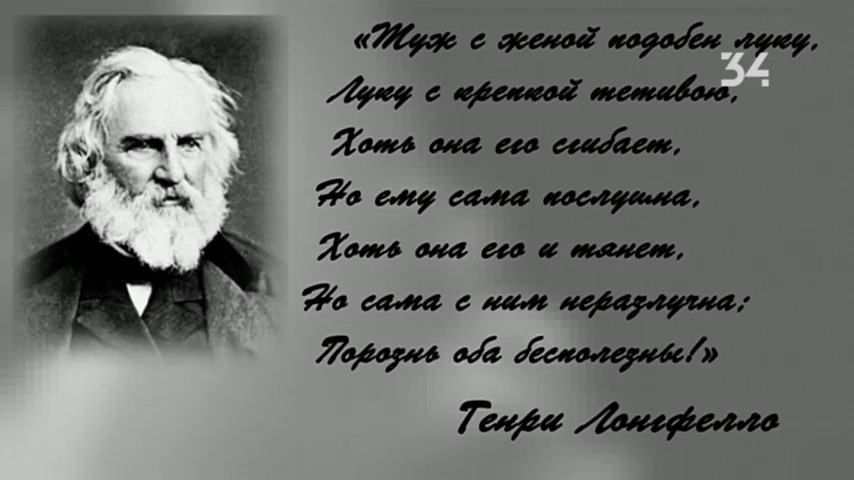 «Муж с женой подобен луку,
34
Луку с крепкой тетивою,
Хоть она его сгибает,
Но ему сама послушна,
Хоть она его и тянет,
Но сама с ним неразлучна;
Порознь оба бесполезны!»
Генри Лонгфелло